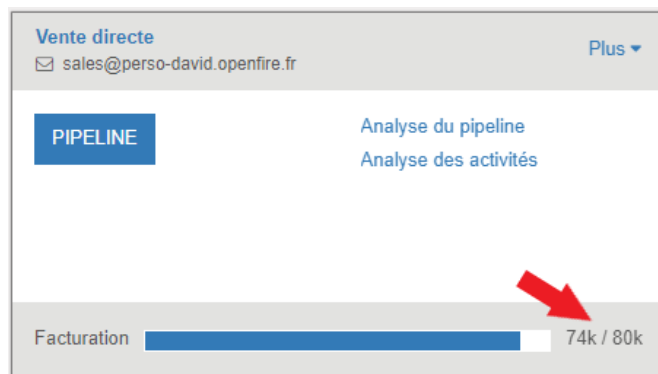 Vente directe
sales@perso-david.openfire.fr
Plus
PIPELINE
Analyse du pipeline
Analyse des activités
Facturation
74k / 80k